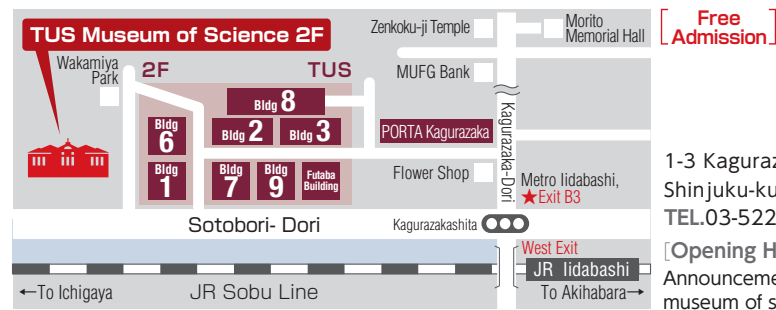 TUS Museum of Science 2F
Wakamiya
Park
2F
TUS
Zenkoku-ji Temple
Morito
Memorial Hall
MUFG Bank
Bldg 8
Bldg
6
Bldg 2
Bldg 3
PORTA Kagurazaka
Kagurazaka-Dori
Bldg
1
Bldg
7
Bldg
9
Futaba
Building
Flower Shop
Metro Iidabashi,
★Exit B3
Sotobori- Dori
Kagurazakashita
West Exit
JR Iidabashi
←To Ichigaya
JR Sobu Line
To Akihabara→
[Free
Admission]
1-3 Kaguraz
Shinjuku-ku
TEL.03-522
[Opening H
Announceme
museum of s